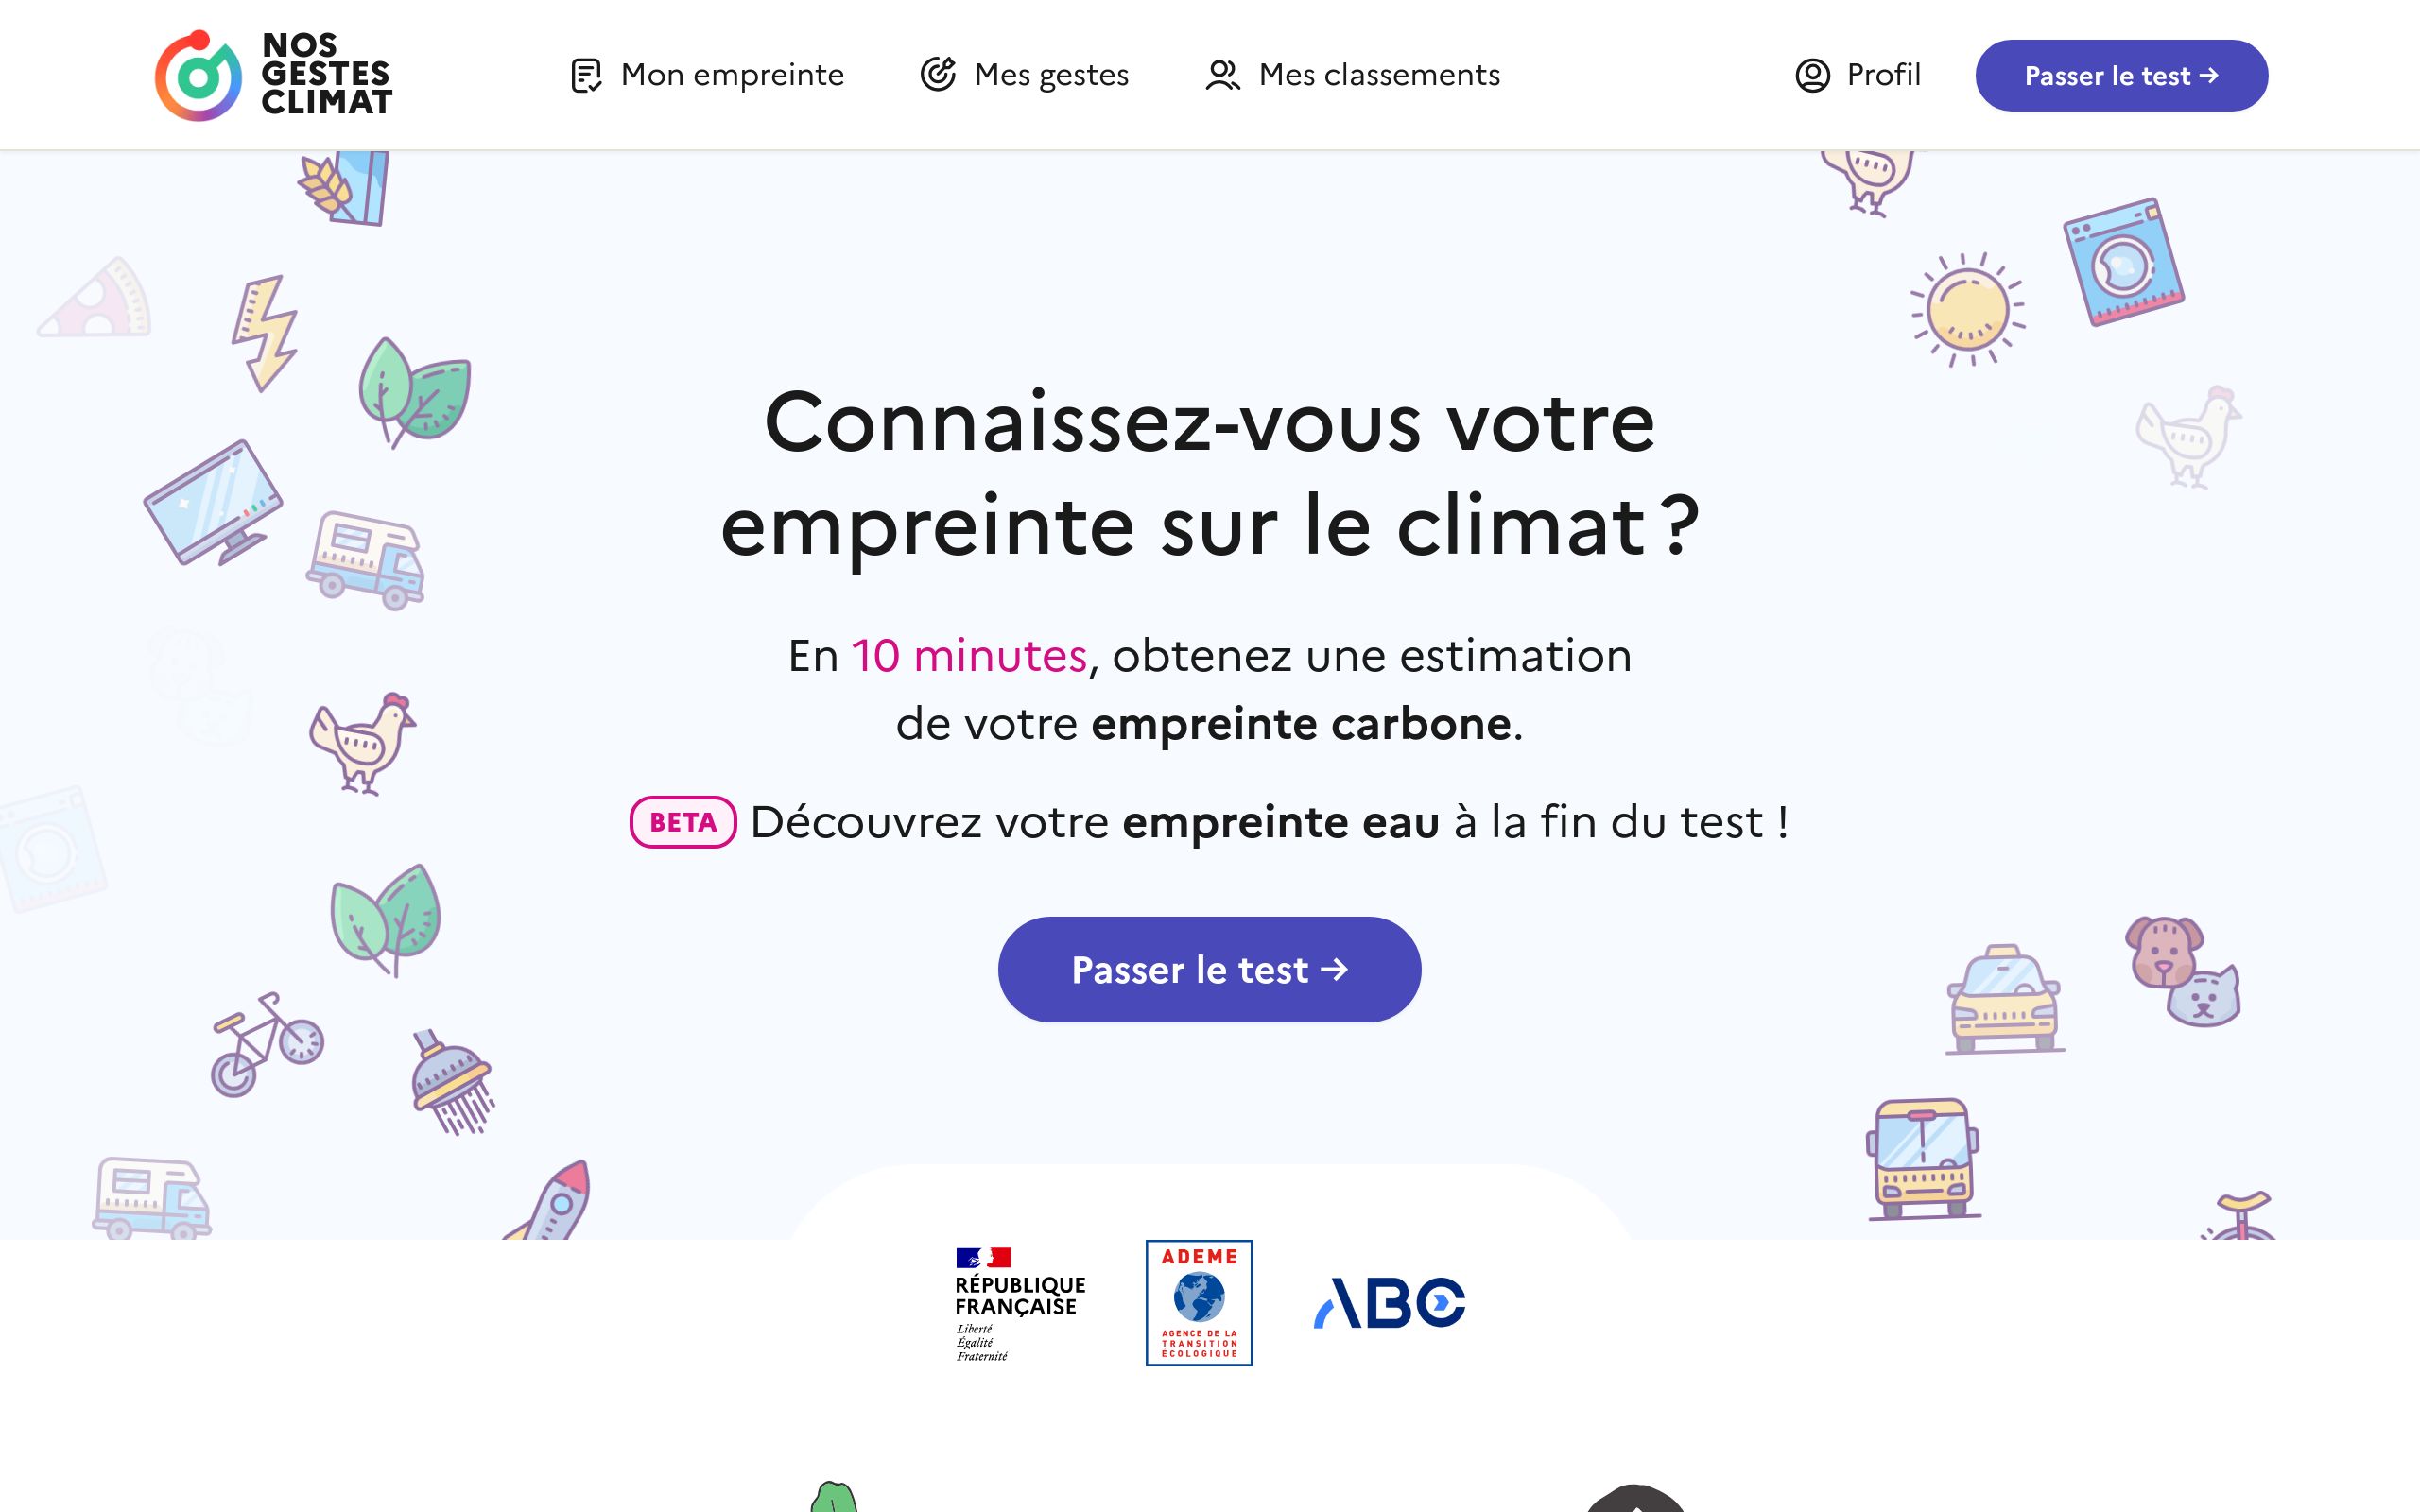 NOS
GESTES
CLIMAT
Mon empreinte
Mes gestes
Mes classements
Profil
Passer le test →
Connaissez-vous votre
empreinte sur le climat ?
En 10 minutes, obtenez une estimation
de votre empreinte carbone.
BETA Découvrez votre empreinte eau à la fin du test !
Passer le test →
RÉPUBLIQUE
FRANÇAISE
Liberté
Égalité
Fraternité
ADEME
AGENCE DE LA
TRANSITION
ÉCOLOGIQUE
ABC